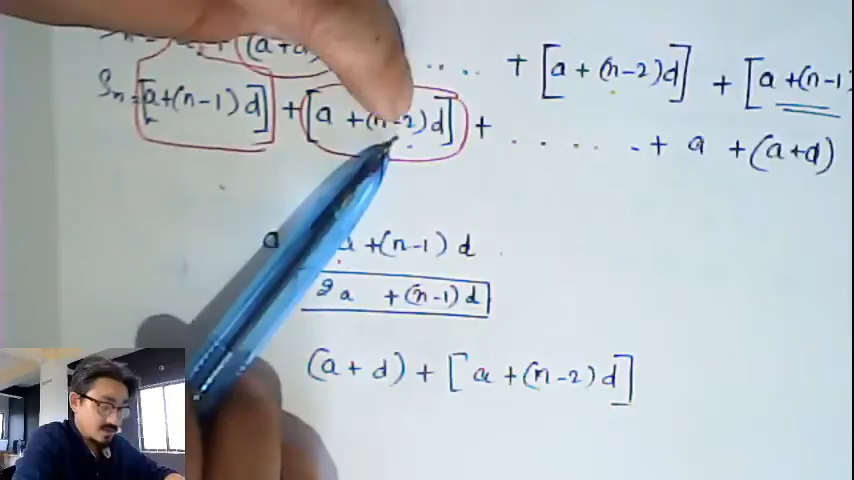 (a+d) .... + [a + (n-2)d] + [a + (n-1
Sn = [a+(n-1)d] + [a +(n-2)d] + ..... + a + (a+d)
a a +(n-1) d
2a +(n-1) d
(a + d) + [a +(n-2)d]